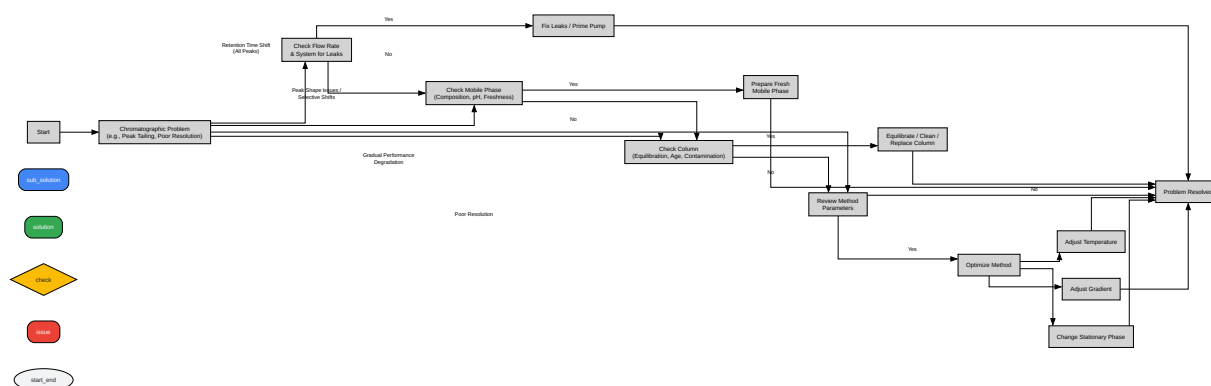 Yes
Fix Leaks / Prime Pump
Retention Time Shift
(All Peaks)
Check Flow Rate
& System for Leaks
No
Peak Shape Issues /
Selective Shifts
Check Mobile Phase
(Composition, pH, Freshness)
Yes
Prepare Fresh
Mobile Phase
Start
Chromatographic Problem
(e.g., Peak Tailing, Poor Resolution)
No
Yes
Equilibrate / Clean /
Replace Column
Check Column
(Equilibration, Age, Contamination)
Gradual Performance
Degradation
No
sub_solution
No
Problem Resolved
Review Method
Parameters
Poor Resolution
solution
Yes
Adjust Temperature
Optimize Method
check
Adjust Gradient
issue
Change Stationary Phase
start_end